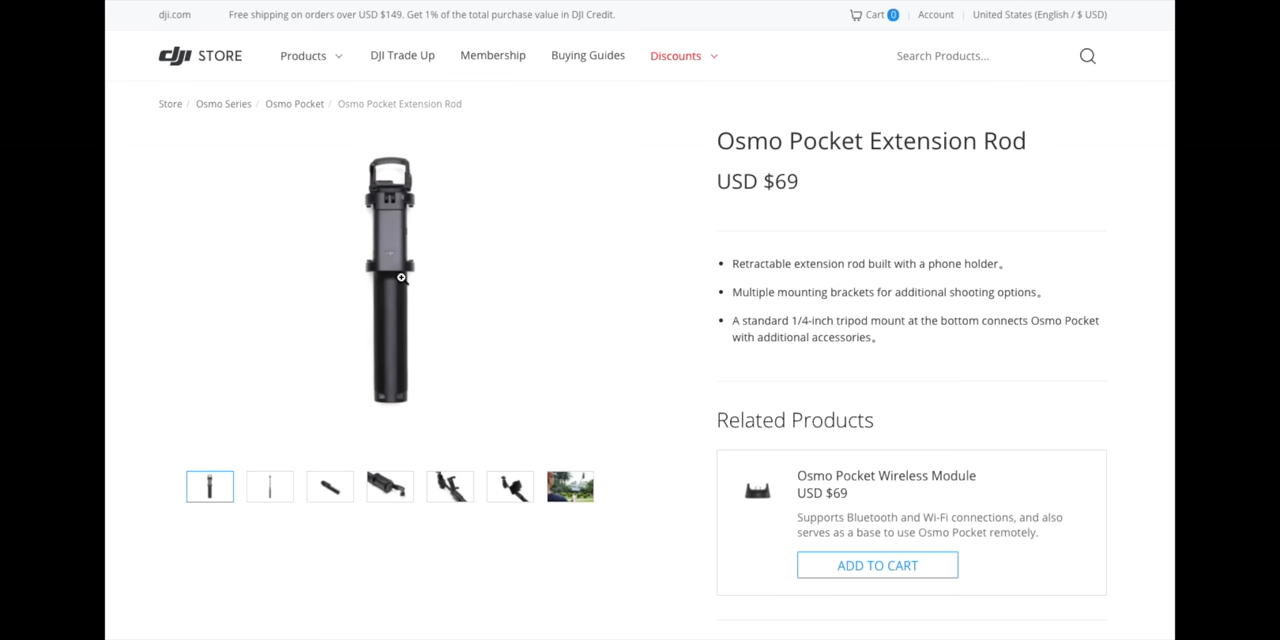 dji.com
Free shipping on orders over USD $149. Get 1% of the total purchase value in DJI Credit.
Cart 0
Account
United States (English / $ USD)
dji STORE
Products
DJI Trade Up
Membership
Buying Guides
Discounts
Search Products...
Store / Osmo Series / Osmo Pocket / Osmo Pocket Extension Rod
Osmo Pocket Extension Rod
USD $69
• Retractable extension rod built with a phone holder。
• Multiple mounting brackets for additional shooting options。
• A standard 1/4-inch tripod mount at the bottom connects Osmo Pocket
with additional accessories。
Related Products
Osmo Pocket Wireless Module
USD $69
Supports Bluetooth and Wi-Fi connections, and also
serves as a base to use Osmo Pocket remotely.
ADD TO CART